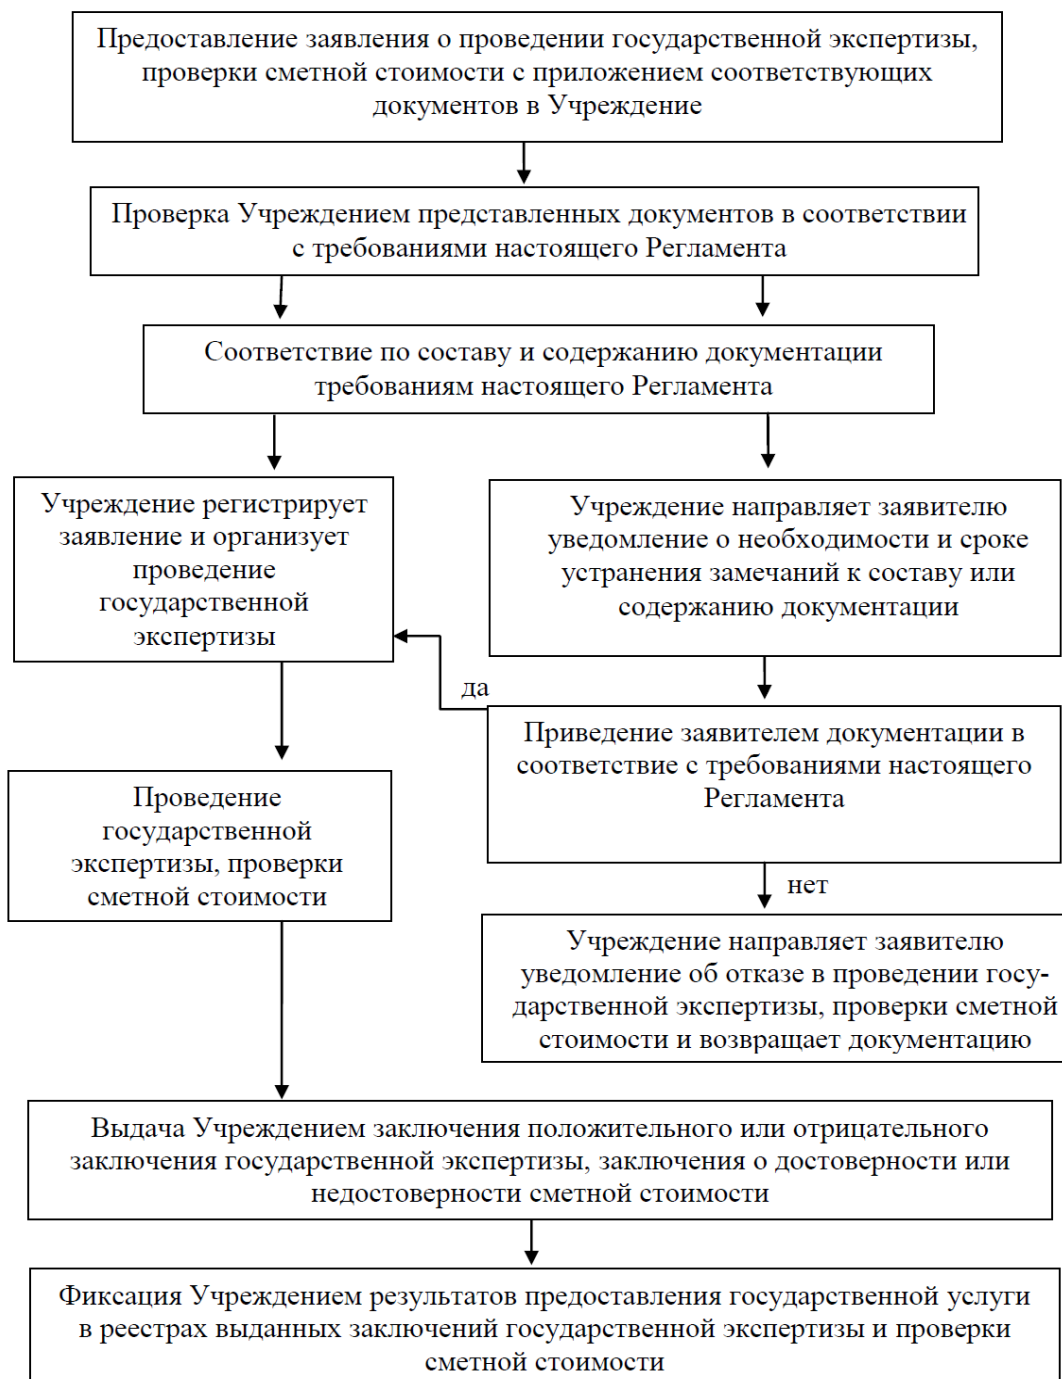 Предоставление заявления о проведении государственной экспертизы,
проверки сметной стоимости с приложением соответствующих
документов в Учреждение
Проверка Учреждением представленных документов в соответствии
с требованиями настоящего Регламента
Соответствие по составу и содержанию документации
требованиям настоящего Регламента
Учреждение регистрирует
заявление и организует
проведение
государственной
экспертизы
Учреждение направляет заявителю
уведомление о необходимости и сроке
устранения замечаний к составу или
содержанию документации
да
Приведение заявителем документации в
соответствие с требованиями настоящего
Регламента
Проведение
государственной
экспертизы, проверки
сметной стоимости
нет
Учреждение направляет заявителю
уведомление об отказе в проведении госу-
дарственной экспертизы, проверки сметной
стоимости и возвращает документацию
Выдача Учреждением заключения положительного или отрицательного
заключения государственной экспертизы, заключения о достоверности или
недостоверности сметной стоимости
Фиксация Учреждением результатов предоставления государственной услуги
в реестрах выданных заключений государственной экспертизы и проверки
сметной стоимости